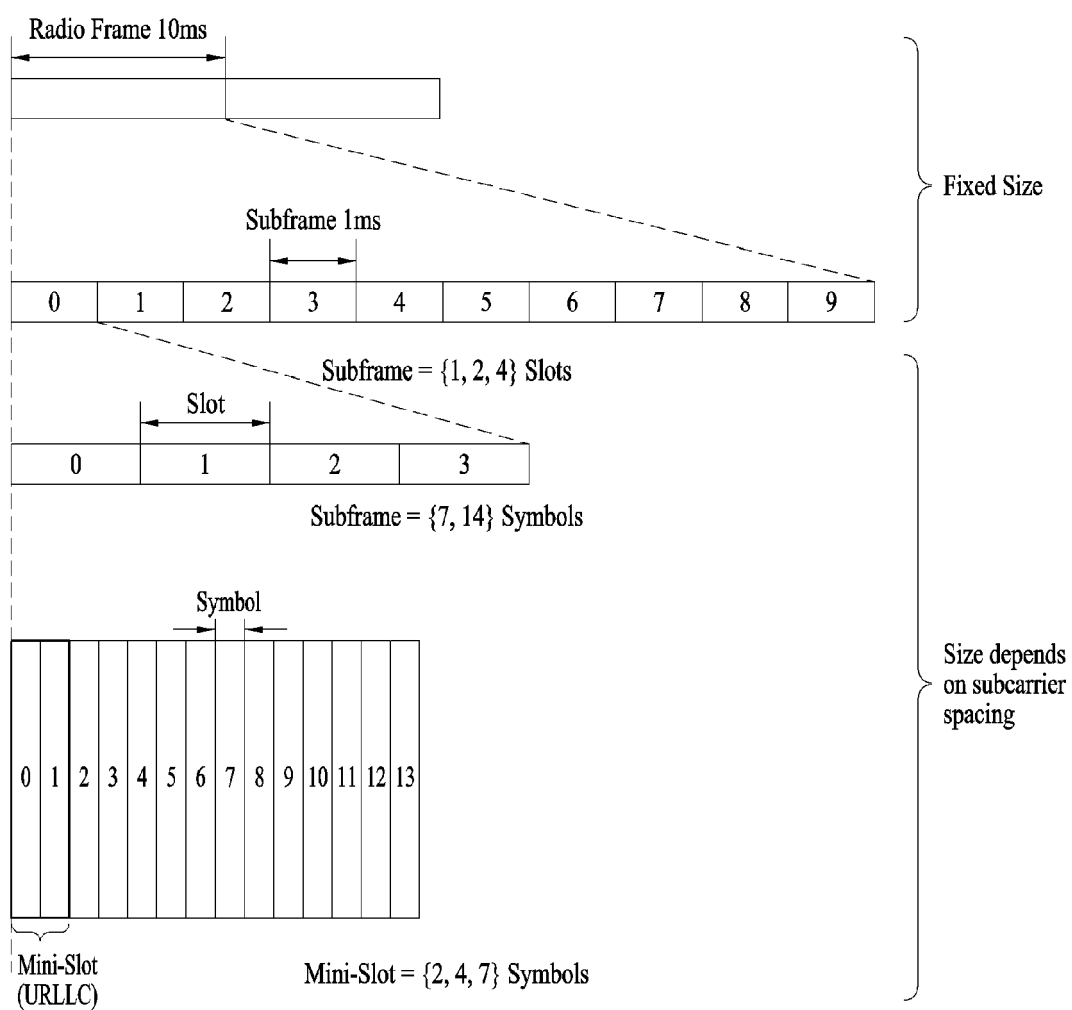 Radio Frame 10ms
Fixed Size
Subframe 1ms
0 1 2 3 4 5 6 7 8 9
Subframe = {1, 2, 4} Slots
Slot
0 1 2 3
Subframe = {7, 14} Symbols
Symbol
Size depends
on subcarrier
spacing
0 1 2 3 4 5 6 7 8 9 10 11 12 13
Mini-Slot
(URLLC)
Mini-Slot = {2, 4, 7} Symbols